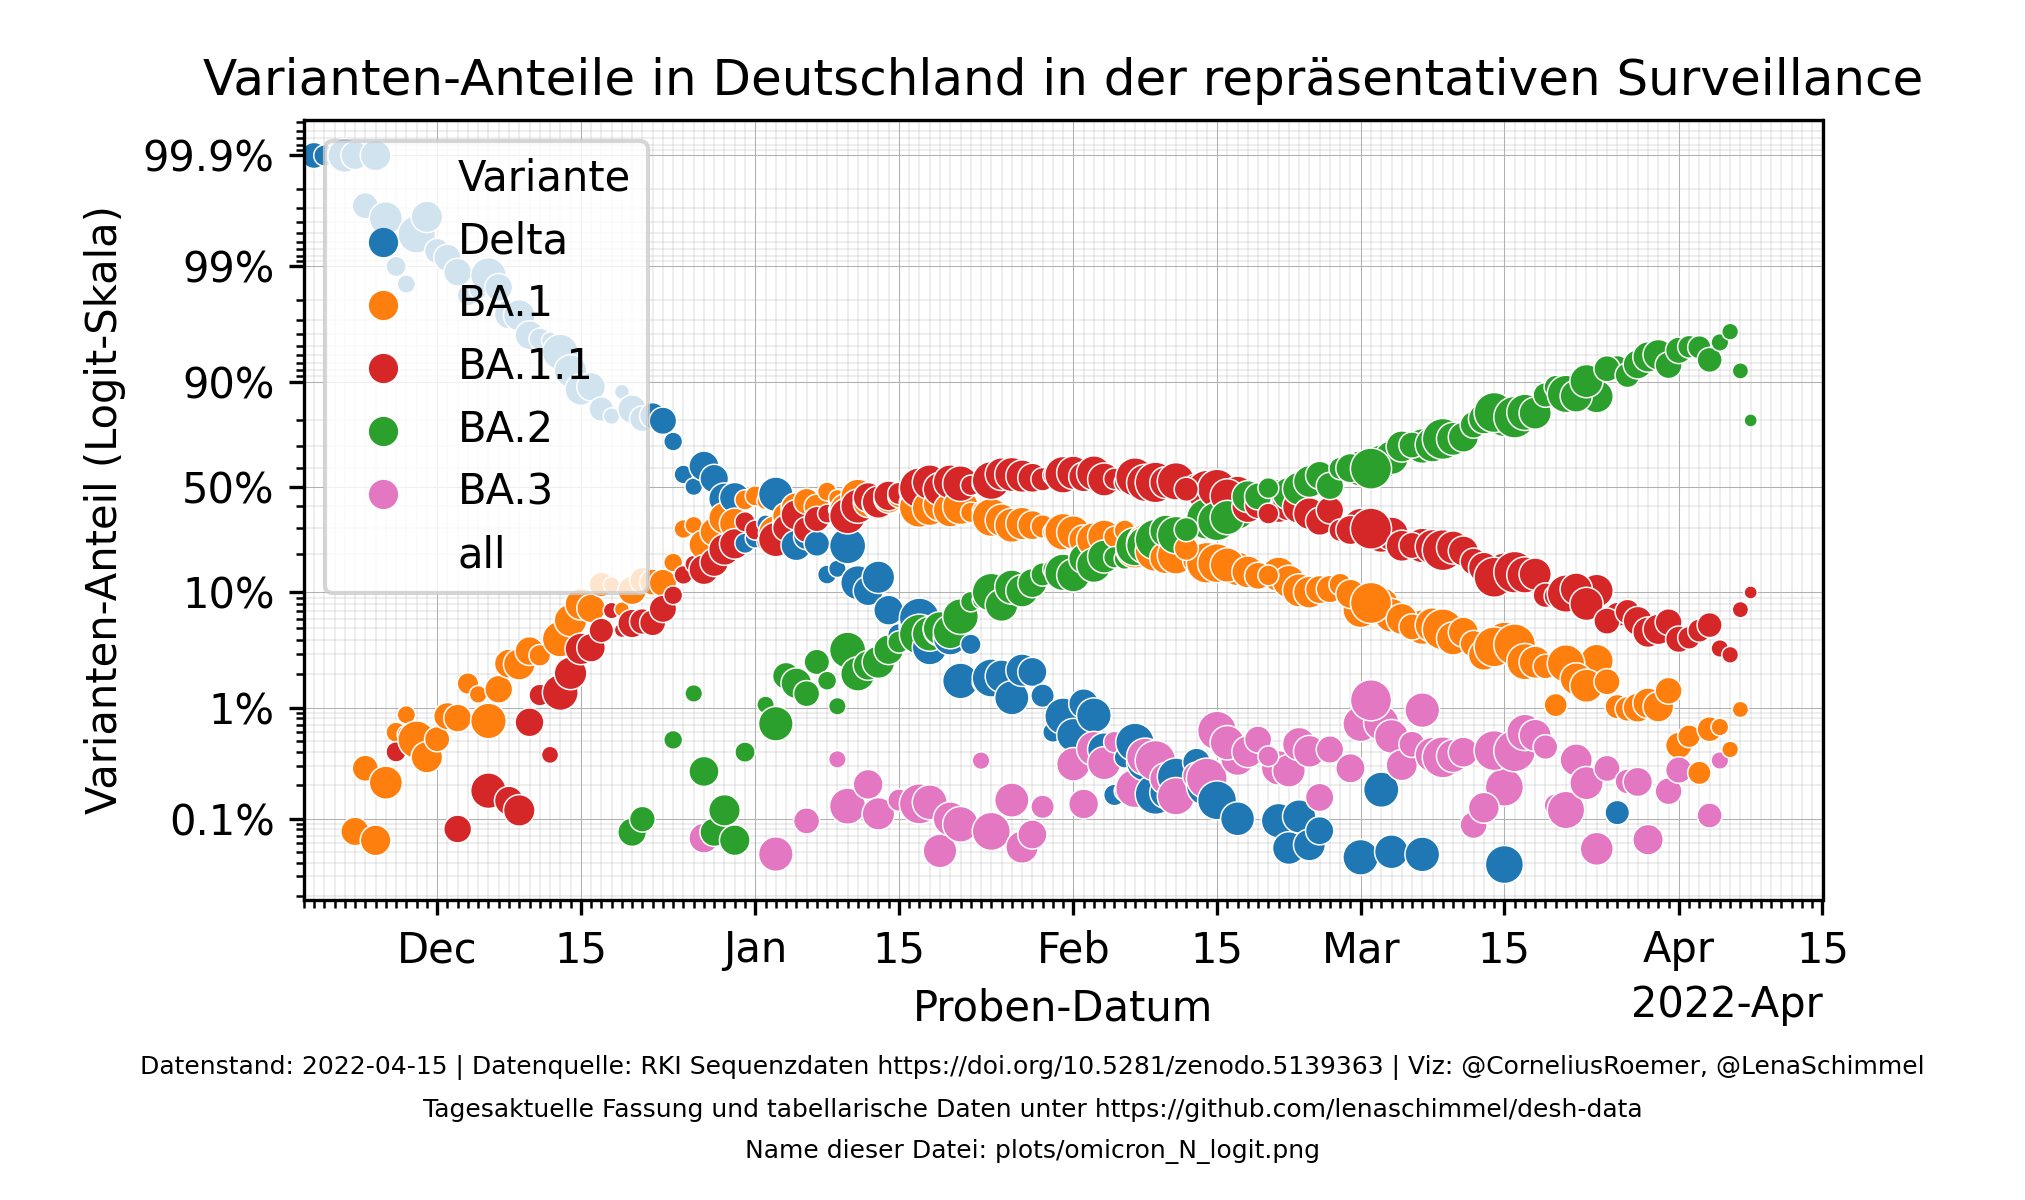 Varianten-Anteile in Deutschland in der repräsentativen Surveillance
Varianten-Anteil (Logit-Skala)
99.9%
99%
90%
50%
10%
1%
0.1%
Variante
Delta
BA.1
BA.1.1
BA.2
BA.3
all
Dec 15 Jan 15 Feb 15 Mar 15 Apr 15
Proben-Datum
2022-Apr
Datenstand: 2022-04-15 | Datenquelle: RKI Sequenzdaten https://doi.org/10.5281/zenodo.5139363 | Viz: @CorneliusRoemer, @LenaSchimmel
Tagesaktuelle Fassung und tabellarische Daten unter https://github.com/lenaschimmel/desh-data
Name dieser Datei: plots/omicron_N_logit.png